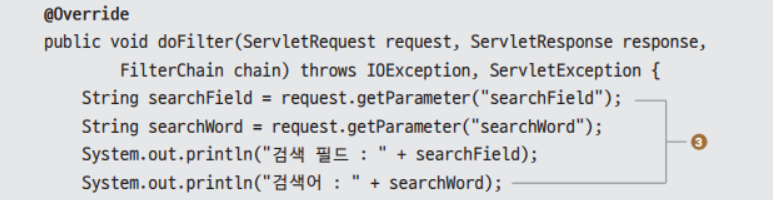 @Override
public void doFilter(ServletRequest request, ServletResponse response,
        FilterChain chain) throws IOException, ServletException {
    String searchField = request.getParameter("searchField");
    String searchWord = request.getParameter("searchWord");
    System.out.println("검색 필드 : " + searchField);
    System.out.println("검색어 : " + searchWord);
❸